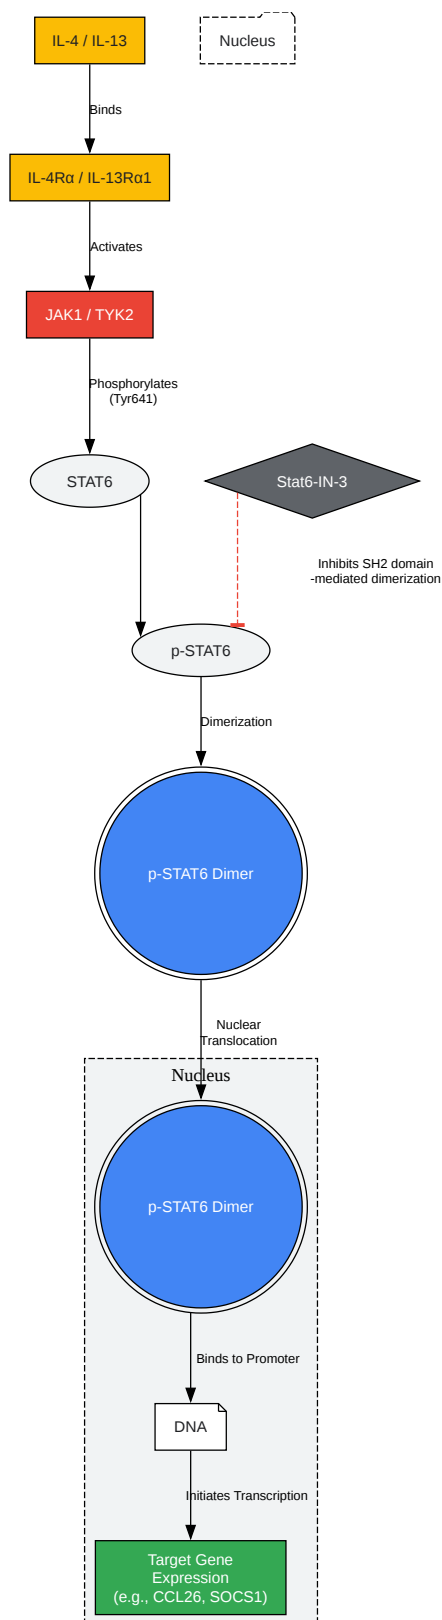 IL-4 / IL-13
Nucleus
Binds
IL-4Rα / IL-13Rα1
Activates
JAK1 / TYK2
Phosphorylates
(Tyr641)
STAT6
Stat6-IN-3
Inhibits SH2 domain
-mediated dimerization
p-STAT6
Dimerization
p-STAT6 Dimer
Nuclear
Translocation
Nucleus
p-STAT6 Dimer
Binds to Promoter
DNA
Initiates Transcription
Target Gene
Expression
(e.g., CCL26, SOCS1)